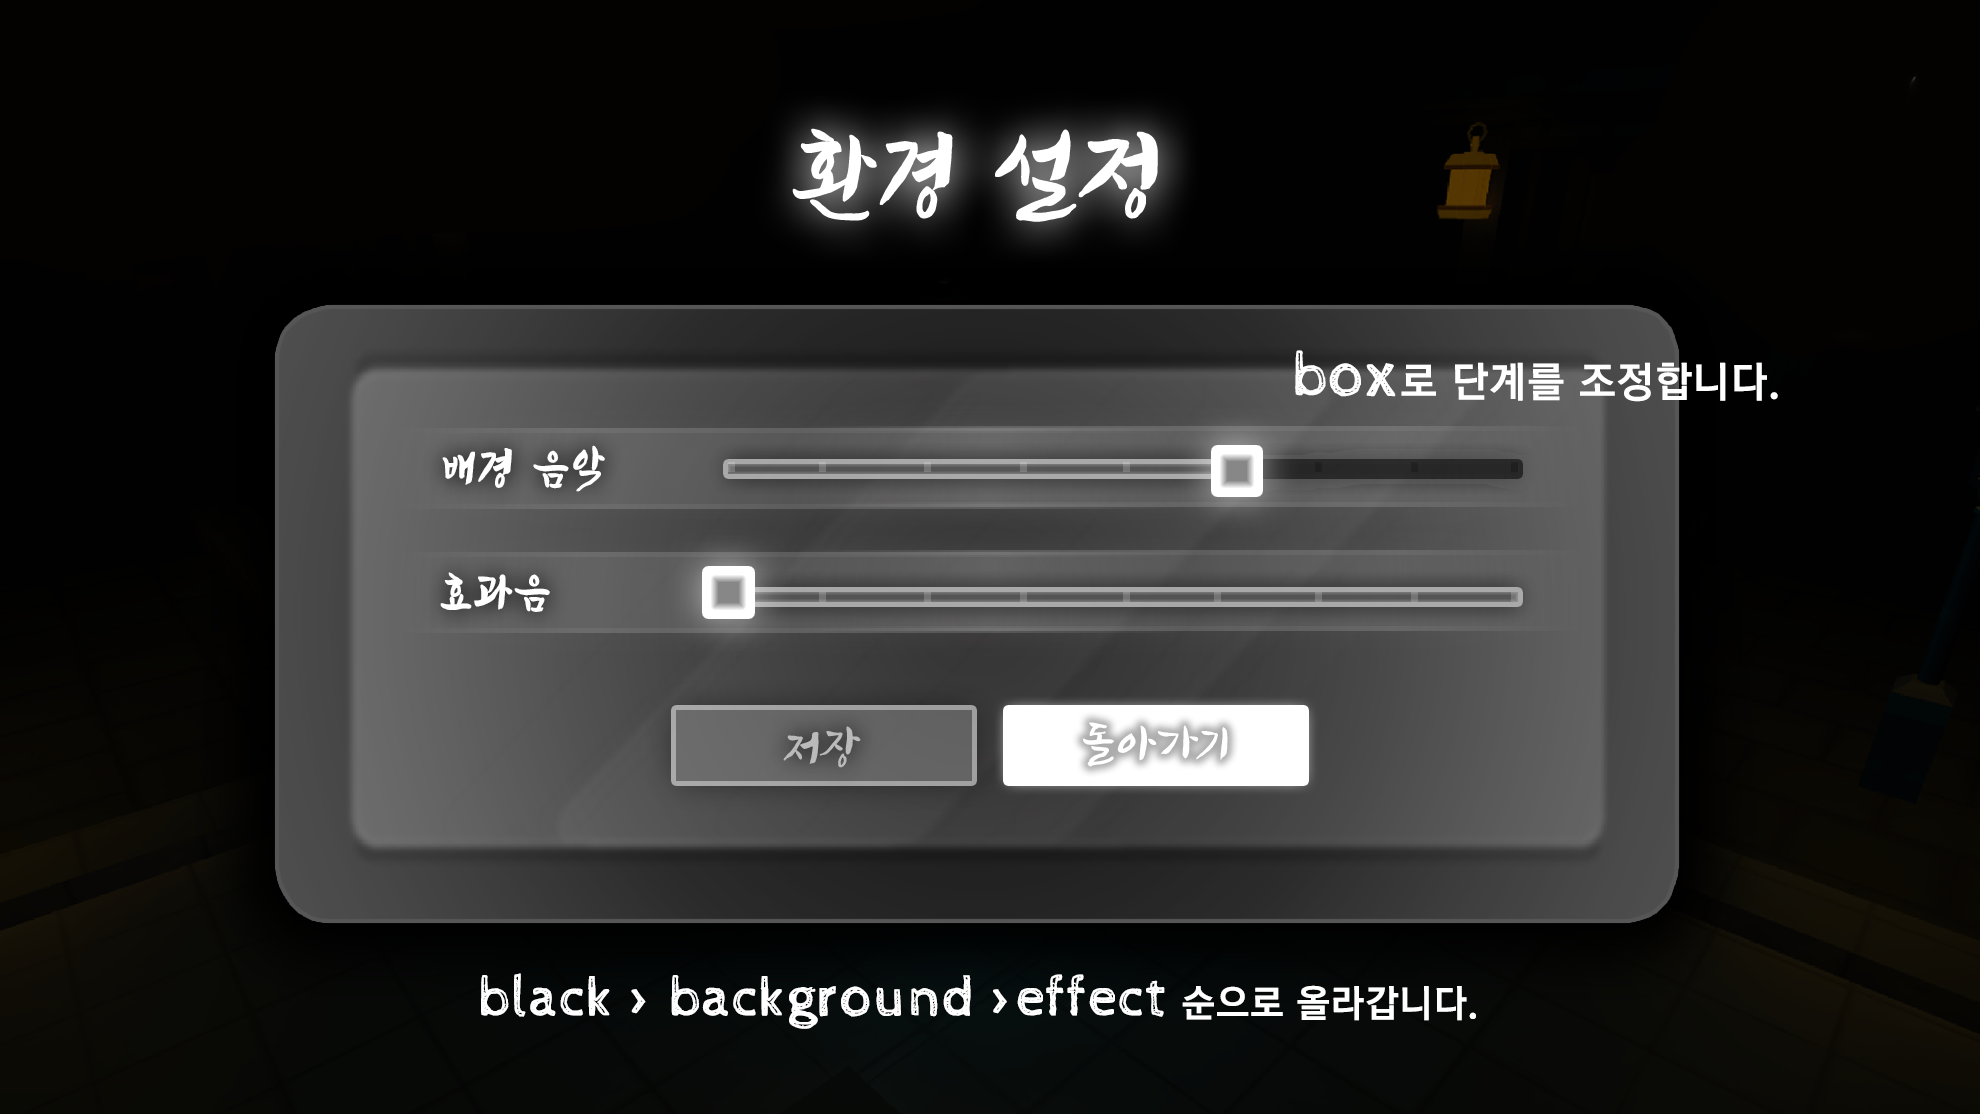 환경 설정
box로 단계를 조정합니다.
배경 음악
효과음
저장 돌아가기
black > background >effect 순으로 올라갑니다.